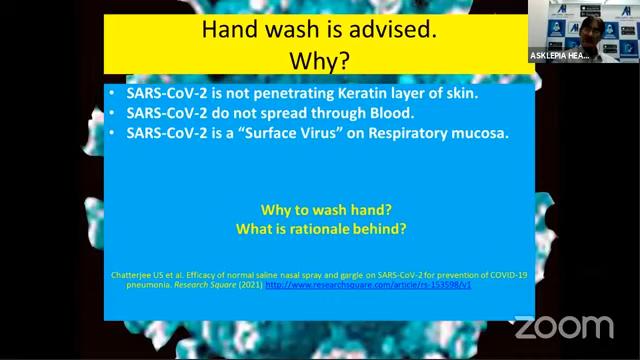 Hand wash is advised.
Why?
ASKLEPIA HEA...
• SARS-CoV-2 is not penetrating Keratin layer of skin.
• SARS-CoV-2 do not spread through Blood.
• SARS-CoV-2 is a “Surface Virus” on Respiratory mucosa.
Why to wash hand?
What is rationale behind?
Chatterjee US et al. Efficacy of normal saline nasal spray and gargle on SARS-CoV-2 for prevention of COVID-19
pneumonia. Research Square (2021) http://www.researchsquare.com/article/rs-153598/v1
zoom